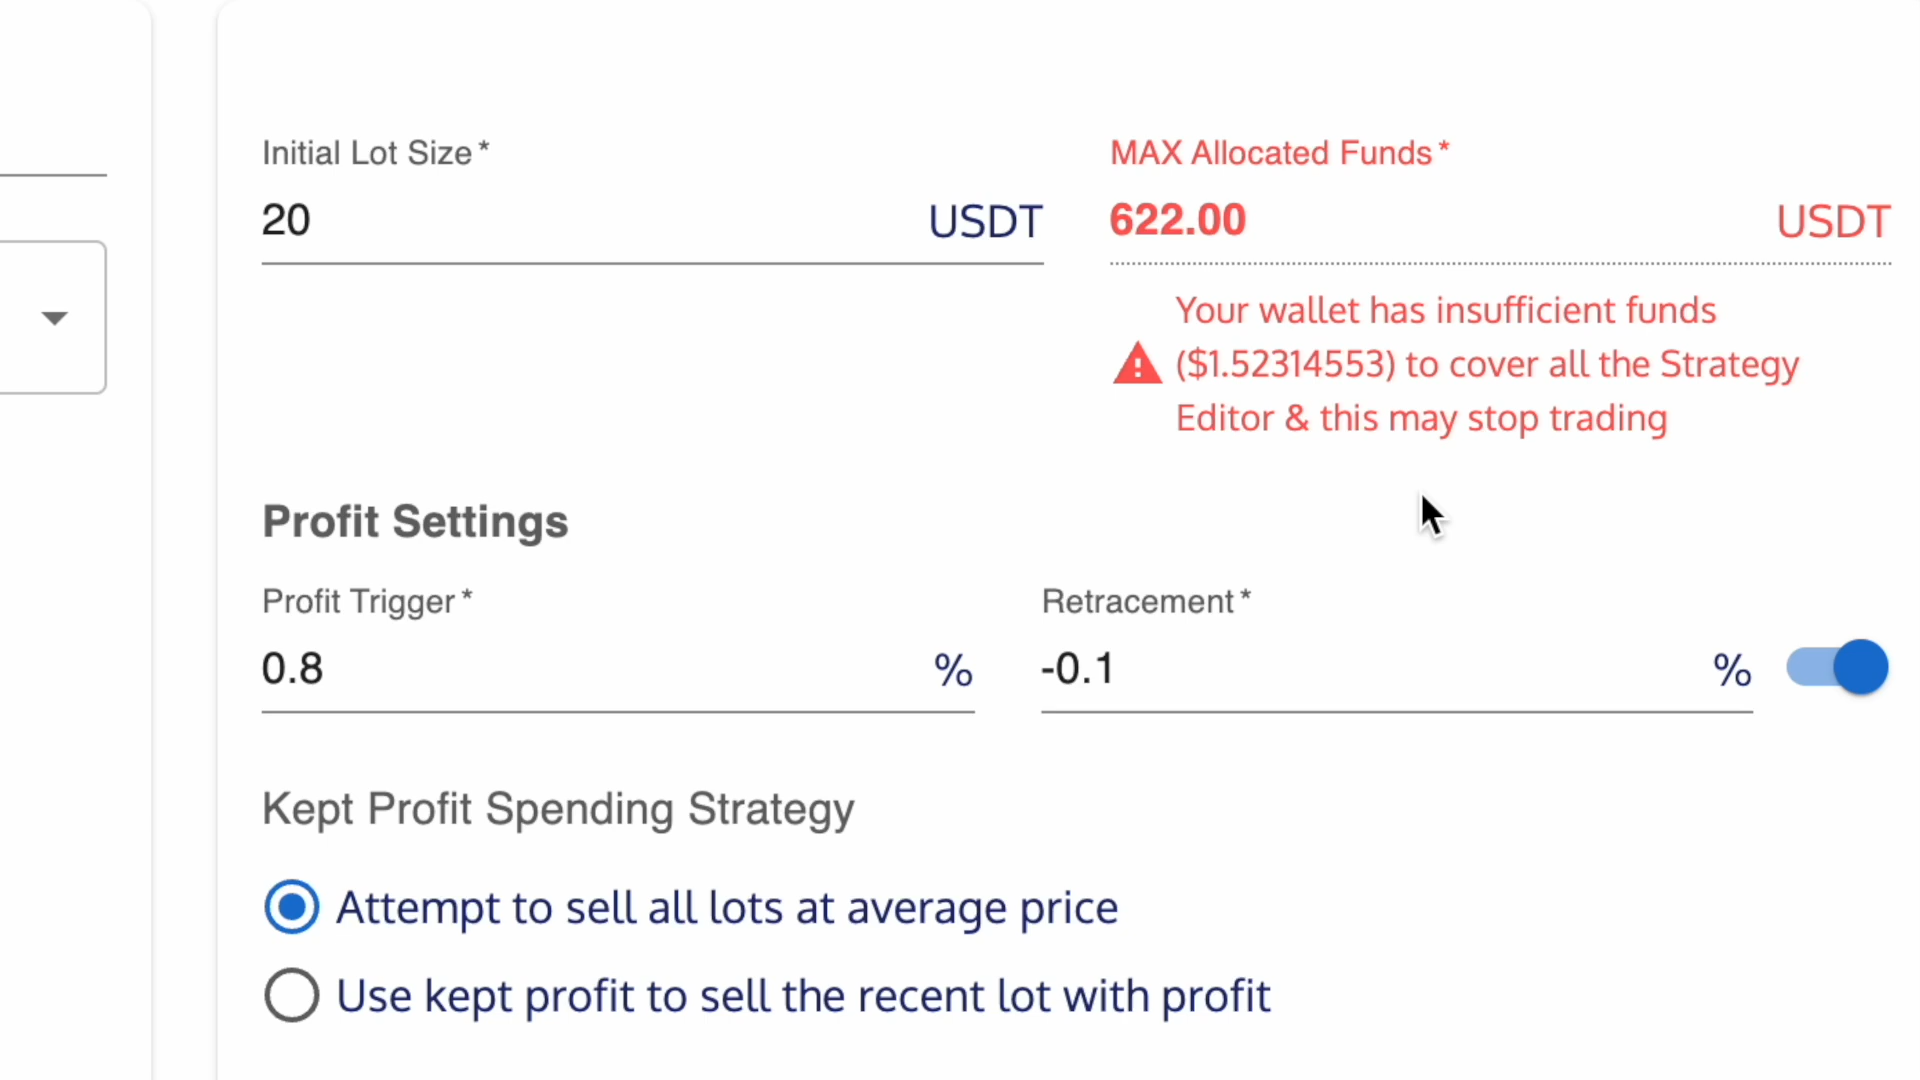 Initial Lot Size *
MAX Allocated Funds *
20 USDT
622.00 USDT
Your wallet has insufficient funds
($1.52314553) to cover all the Strategy
Editor & this may stop trading
Profit Settings
Profit Trigger *
Retracement *
0.8 %
-0.1 %
Kept Profit Spending Strategy
Attempt to sell all lots at average price
Use kept profit to sell the recent lot with profit